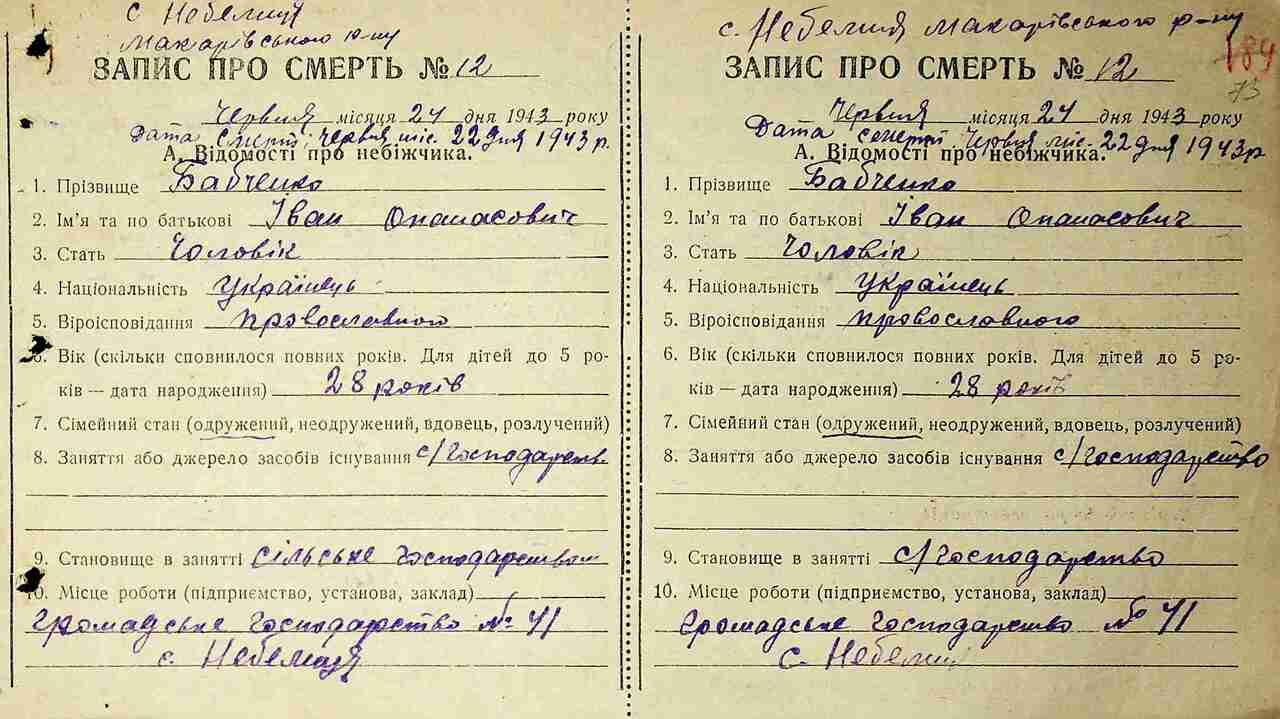 с. Небелиця
Макарівського р-ну
ЗАПИС ПРО СМЕРТЬ № 12
Червня місяця 24 дня 1943 року
Дата смерті: Червня міс. 22 дня 1943 р.
А. Відомості про небіжчика.
1. Прізвище Бабченко
2. Ім'я та по батькові Іван Опанасович
3. Стать Чоловік
4. Національність Українець
5. Віроісповідання провославного
6. Вік (скільки сповнилося повних років. Для дітей до 5 ро-
ків — дата народження) 28 років
7. Сімейний стан (одружений, неодружений, вдовець, розлучений)
8. Заняття або джерело засобів існування с/господарств.
9. Становище в занятті сільське господарство
10. Місце роботи (підприємство, установа, заклад)
громадське господарство № 41
с. Небелиця
с. Небелиця Макарівського р-ну
184
73
ЗАПИС ПРО СМЕРТЬ № 12
Червня місяця 24 дня 1943 року
Дата смерті Червня міс. 22 дня 1943 р
А. Відомості про небіжчика.
1. Прізвище Бабченко
2. Ім'я та по батькові Іван Опанасович
3. Стать Чоловік
4. Національність Українець
5. Віроісповідання провославного
6. Вік (скільки сповнилося повних років. Для дітей до 5 ро-
ків — дата народження) 28 років
7. Сімейний стан (одружений, неодружений, вдовець, розлучений)
8. Заняття або джерело засобів існування с/господарство
9. Становище в занятті с/господарство
10. Місце роботи (підприємство, установа, заклад)
громадське господарство № 41
с. Небелиці